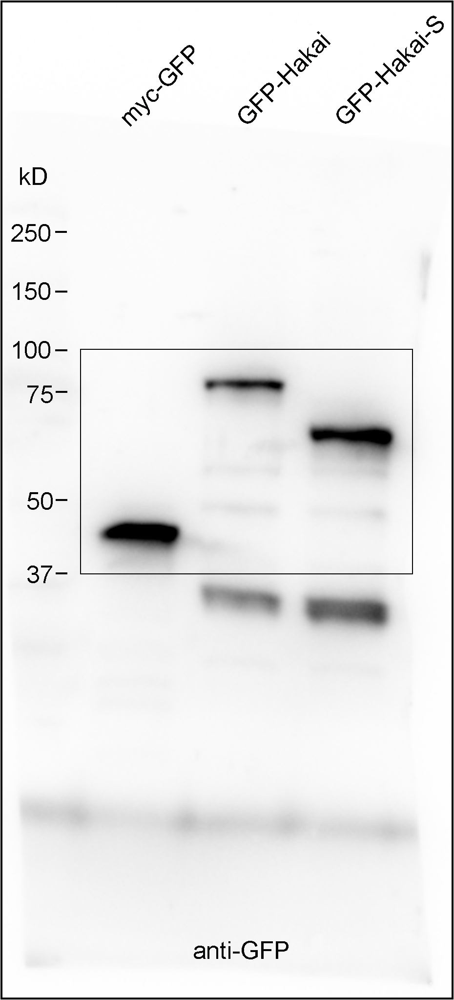 myc-GFP
GFP-Hakai
GFP-Hakai-S
kD
250
150
100
75
50
37
anti-GFP